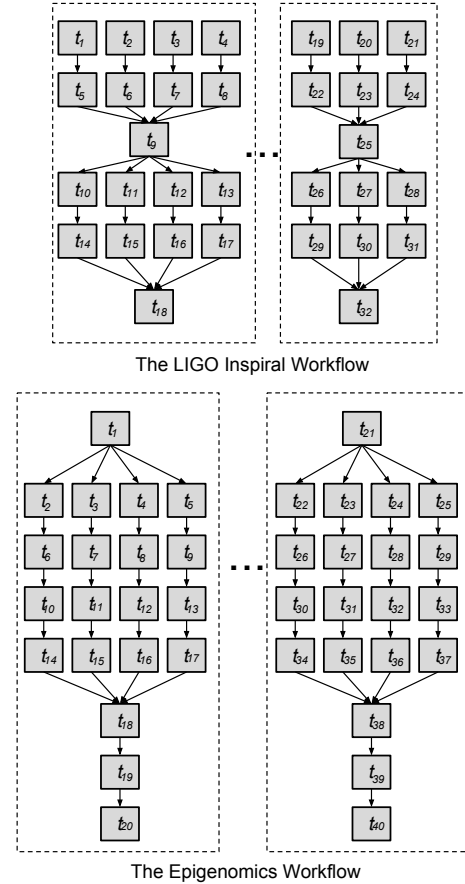 t1 t2 t3 t4 t19 t20 t21
t5 t6 t7 t8 t22 t23 t24
t9 ... t25
t10 t11 t12 t13 t26 t27 t28
t14 t15 t16 t17 t29 t30 t31
t18 t32
The LIGO Inspiral Workflow
t1 t21
t2 t3 t4 t5 t22 t23 t24 t25
t6 t7 t8 t9 t26 t27 t28 t29
...
t10 t11 t12 t13 t30 t31 t32 t33
t14 t15 t16 t17 t34 t35 t36 t37
t18 t38
t19 t39
t20 t40
The Epigenomics Workflow